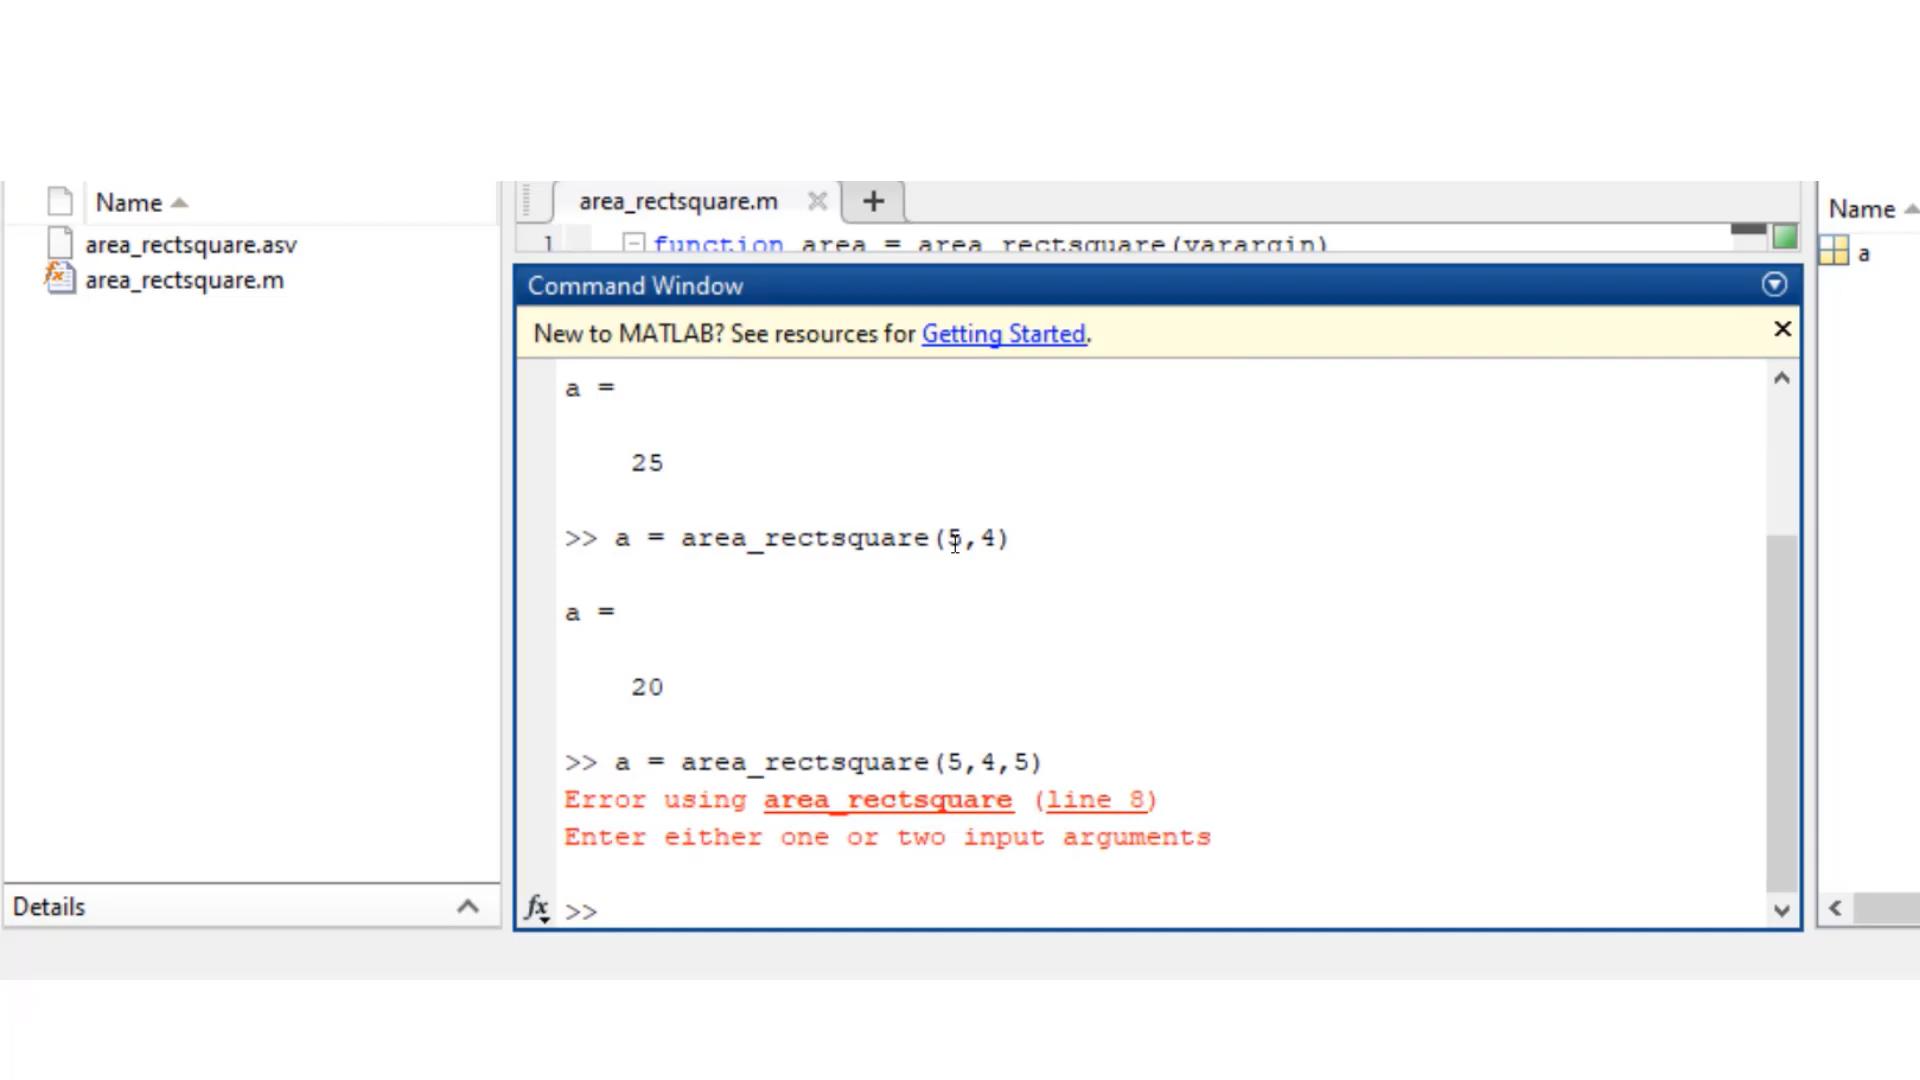 Name
area_rectsquare.asv
area_rectsquare.m
Details
area_rectsquare.m
1 function area = area_rectsquare(varargin)
Command Window
New to MATLAB? See resources for Getting Started.
a =
25
>> a = area_rectsquare(5,4)
a =
20
>> a = area_rectsquare(5,4,5)
Error using area_rectsquare (line 8)
Enter either one or two input arguments
fx >>
Name
a